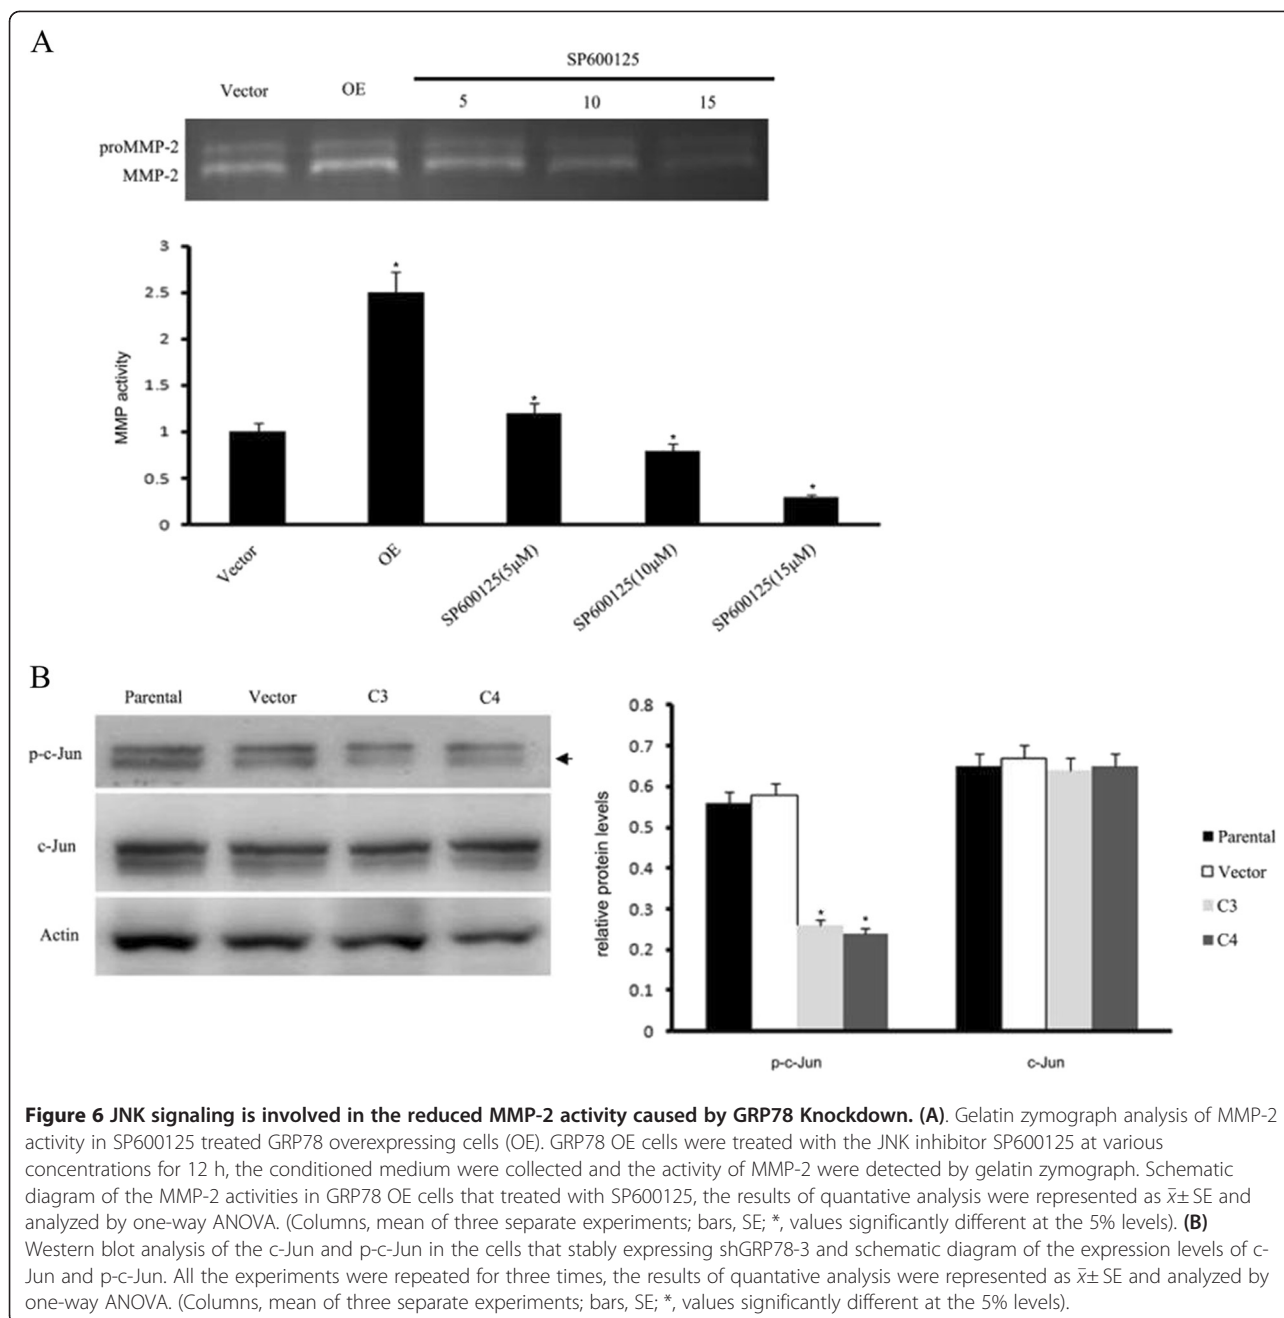 A
SP600125
Vector OE 5 10 15
proMMP-2
MMP-2
3
2.5
2
1.5
1
0.5
0
MMP activity
*
*
*
*
Vector
OE
SP600125(5μM)
SP600125(10μM)
SP600125(15μM)
B
Parental Vector C3 C4
p-c-Jun
c-Jun
Actin
0.8
0.7
0.6
0.5
0.4
0.3
0.2
0.1
0
relative protein levels
* *
p-c-Jun c-Jun
Parental
Vector
C3
C4
Figure 6 JNK signaling is involved in the reduced MMP-2 activity caused by GRP78 Knockdown. (A). Gelatin zymograph analysis of MMP-2
activity in SP600125 treated GRP78 overexpressing cells (OE). GRP78 OE cells were treated with the JNK inhibitor SP600125 at various
concentrations for 12 h, the conditioned medium were collected and the activity of MMP-2 were detected by gelatin zymograph. Schematic
diagram of the MMP-2 activities in GRP78 OE cells that treated with SP600125, the results of quantative analysis were represented as x̄± SE and
analyzed by one-way ANOVA. (Columns, mean of three separate experiments; bars, SE; *, values significantly different at the 5% levels). (B)
Western blot analysis of the c-Jun and p-c-Jun in the cells that stably expressing shGRP78-3 and schematic diagram of the expression levels of c-
Jun and p-c-Jun. All the experiments were repeated for three times, the results of quantative analysis were represented as x̄± SE and analyzed by
one-way ANOVA. (Columns, mean of three separate experiments; bars, SE; *, values significantly different at the 5% levels).